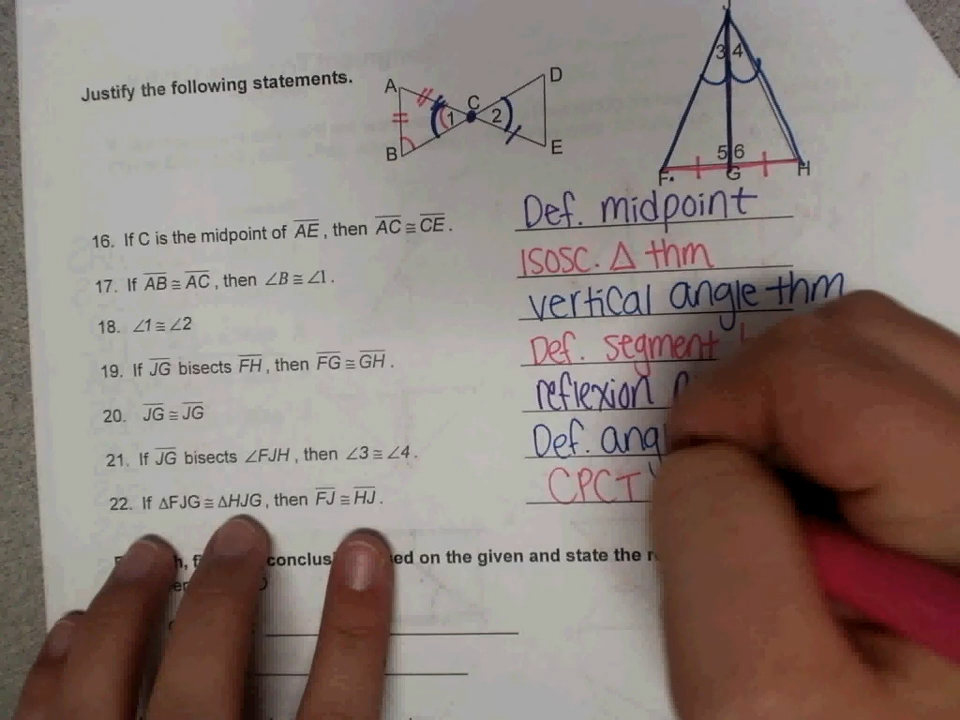 Justify the following statements.
A
C
D
1
2
B
E
J
3 4
5 6
F
G
H
16. If C is the midpoint of AE, then AC ≅ CE. Def. midpoint
17. If AB ≅ AC, then ∠B ≅ ∠1. Isosc. Δ thm
18. ∠1 ≅ ∠2 vertical angle thm
19. If JG bisects FH, then FG ≅ GH. Def. segment
20. JG ≅ JG reflexion
21. If JG bisects ∠FJH, then ∠3 ≅ ∠4. Def.
22. If ΔFJG ≅ ΔHJG, then FJ ≅ HJ. CPCT
on the given and state the